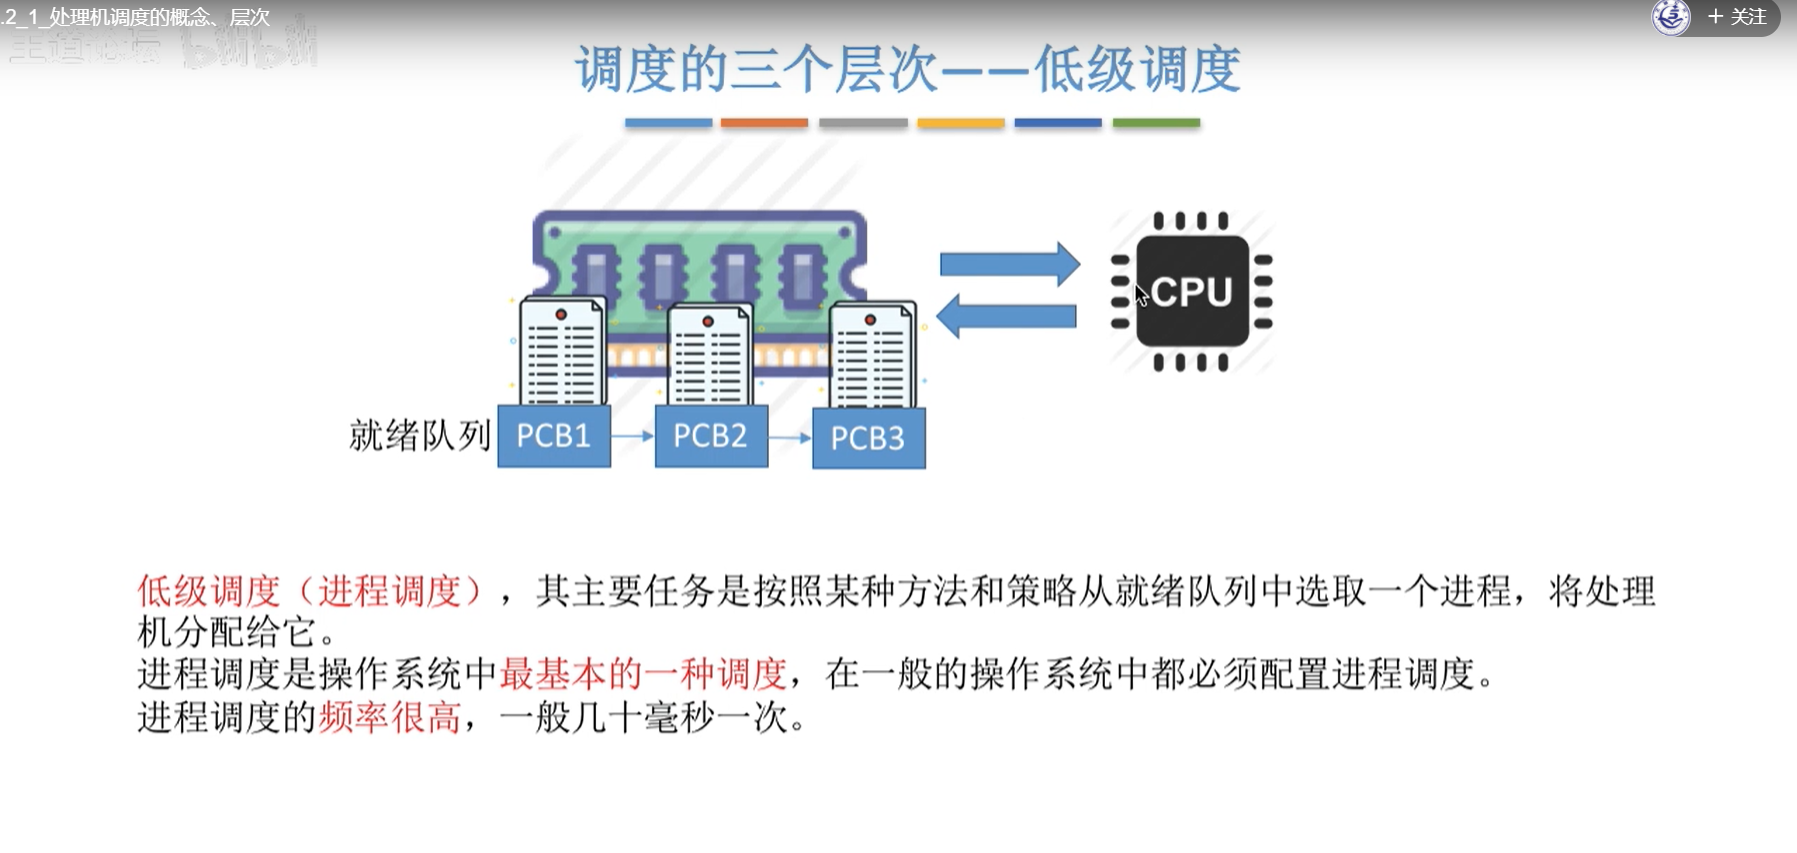 .2_1_处理机调度的概念、层次
+ 关注
王道论坛 bilibili
调度的三个层次——低级调度
CPU
就绪队列 PCB1 PCB2 PCB3
低级调度（进程调度），其主要任务是按照某种方法和策略从就绪队列中选取一个进程，将处理
机分配给它。
进程调度是操作系统中最基本的一种调度，在一般的操作系统中都必须配置进程调度。
进程调度的频率很高，一般几十毫秒一次。